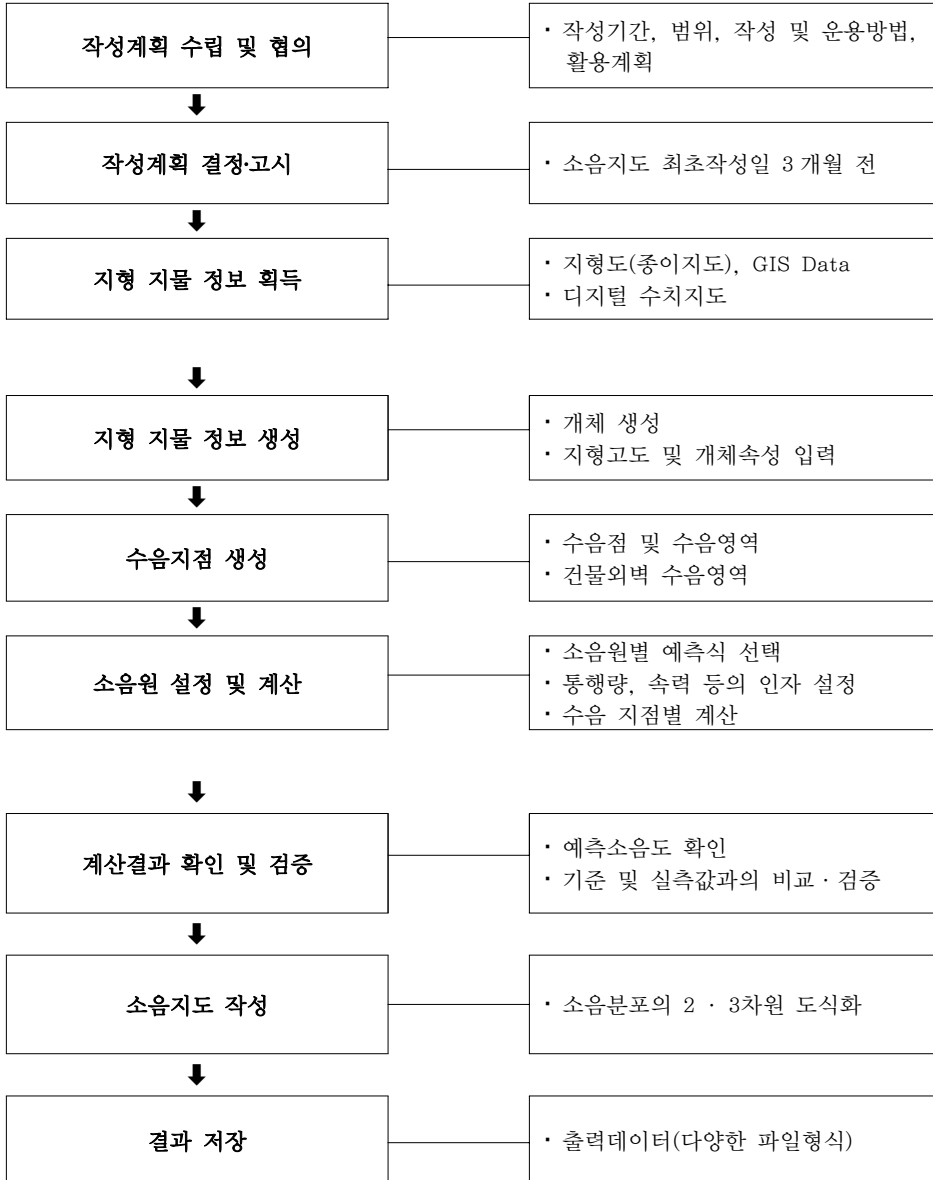 작성계획 수립 및 협의
· 작성기간, 범위, 작성 및 운용방법,
활용계획
작성계획 결정·고시
· 소음지도 최초작성일 3개월 전
지형 지물 정보 획득
· 지형도(종이지도), GIS Data
· 디지털 수치지도
지형 지물 정보 생성
· 개체 생성
· 지형고도 및 개체속성 입력
수음지점 생성
· 수음점 및 수음영역
· 건물외벽 수음영역
소음원 설정 및 계산
· 소음원별 예측식 선택
· 통행량, 속력 등의 인자 설정
· 수음 지점별 계산
계산결과 확인 및 검증
· 예측소음도 확인
· 기준 및 실측값과의 비교 · 검증
소음지도 작성
· 소음분포의 2 · 3차원 도식화
결과 저장
· 출력데이터(다양한 파일형식)